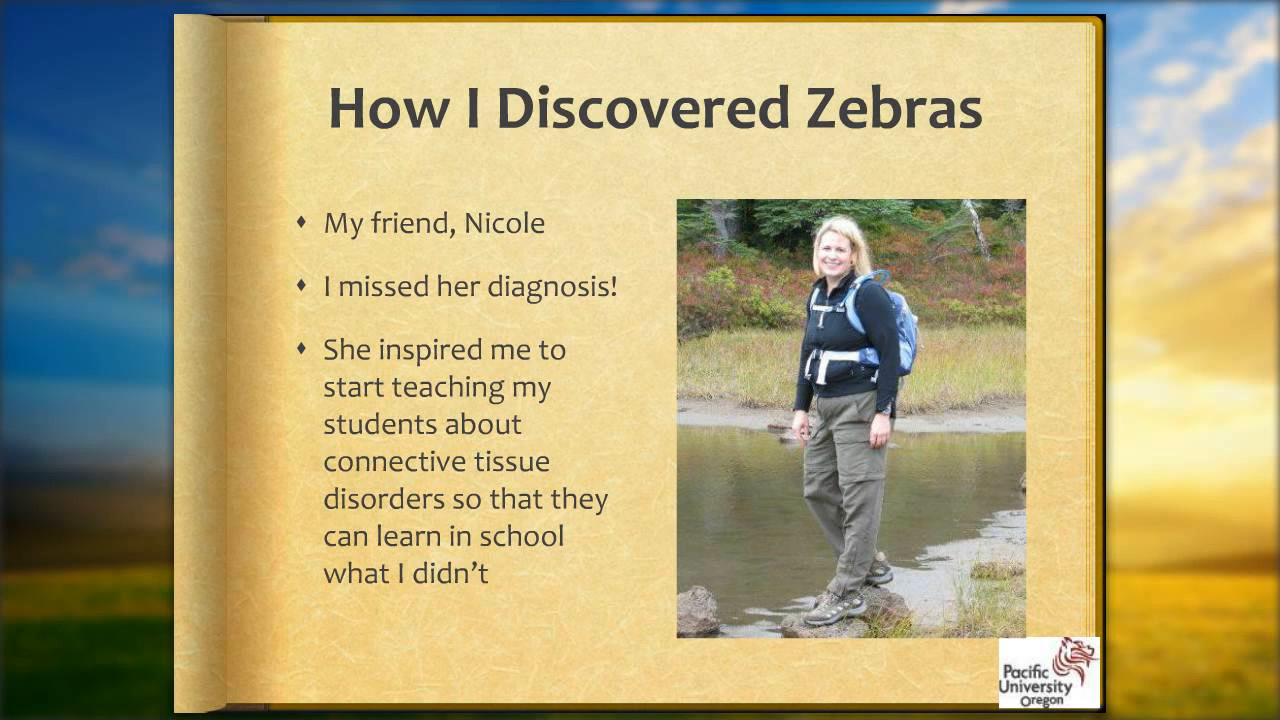 How I Discovered Zebras
My friend, Nicole
I missed her diagnosis!
She inspired me to
start teaching my
students about
connective tissue
disorders so that they
can learn in school
what I didn’t
Pacific
University
Oregon